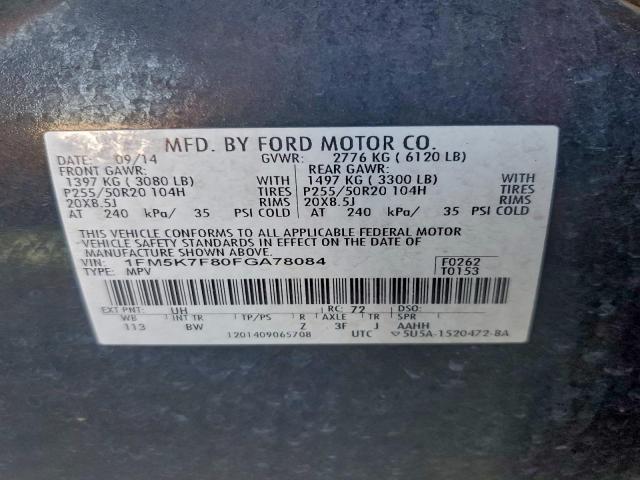 MFD. BY FORD MOTOR CO.
DATE: 09/14 GVWR: 2776 KG ( 6120 LB)
FRONT GAWR: REAR GAWR:
1397 KG ( 3080 LB) WITH 1497 KG ( 3300 LB) WITH
P255/50R20 104H TIRES P255/50R20 104H TIRES
20X8.5J RIMS 20X8.5J RIMS
AT 240 kPa/ 35 PSI COLD AT 240 kPa/ 35 PSI COLD
THIS VEHICLE CONFORMS TO ALL APPLICABLE FEDERAL MOTOR
VEHICLE SAFETY STANDARDS IN EFFECT ON THE DATE OF
MANUFACTURE SHOWN ABOVE.
VIN: 1FM5K7F80FGA78084 F0262
TYPE: MPV T0153
EXT PNT: UH RC: 72 DSO:
WB INT TR TP/PS R AXLE TR SPR
113 BW Z 3F J AAHH
1201409065708 UTC 5U5A-1520472-BA